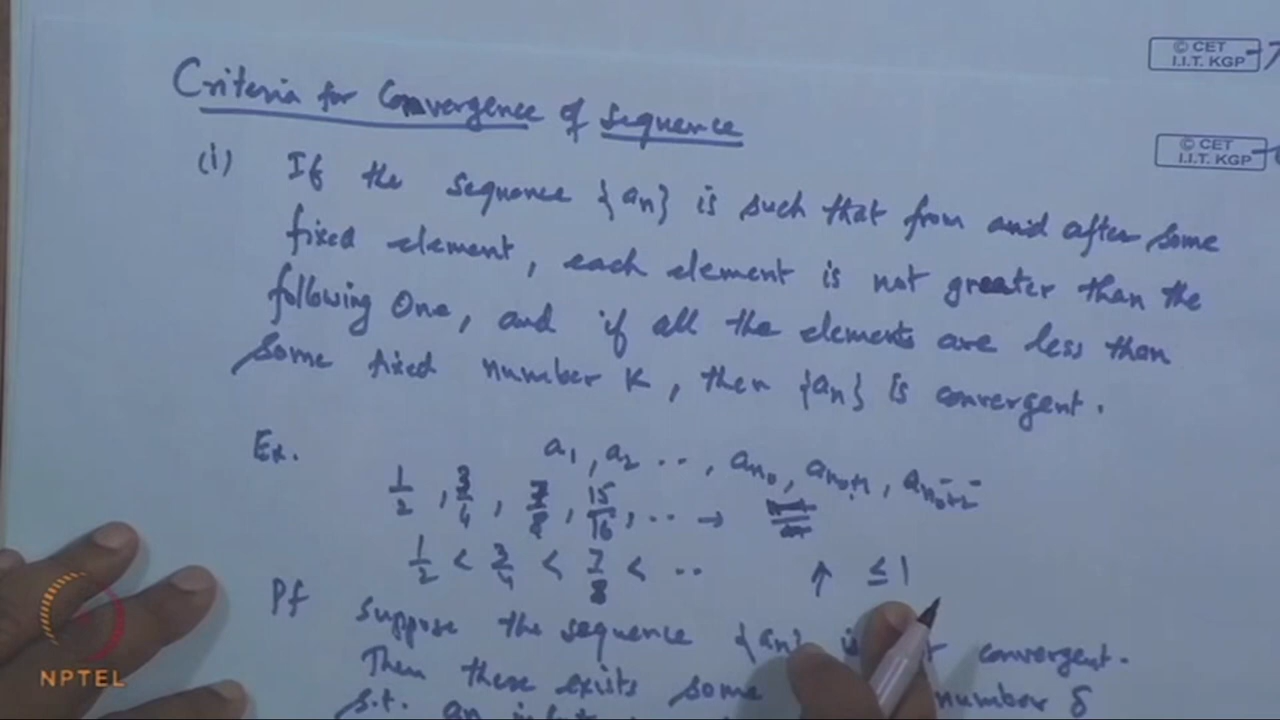 © CET
I.I.T. KGP
Criteria for Convergence of Sequence
© CET
I.I.T. KGP
(i) If the sequence {an} is such that from and after some
fixed element, each element is not greater than the
following One, and if all the elements are less than
some fixed number K, then {an} is convergent.
Ex. a1, a2 .., an0, an0+1, an0+2 --
1/2, 3/4, 7/8, 15/16, .. →
1/2 < 3/4 < 7/8 < .. ↑ ≤ 1
Pf Suppose the sequence {an} convergent.
Then there exists some number δ
s.t. an
NPTEL